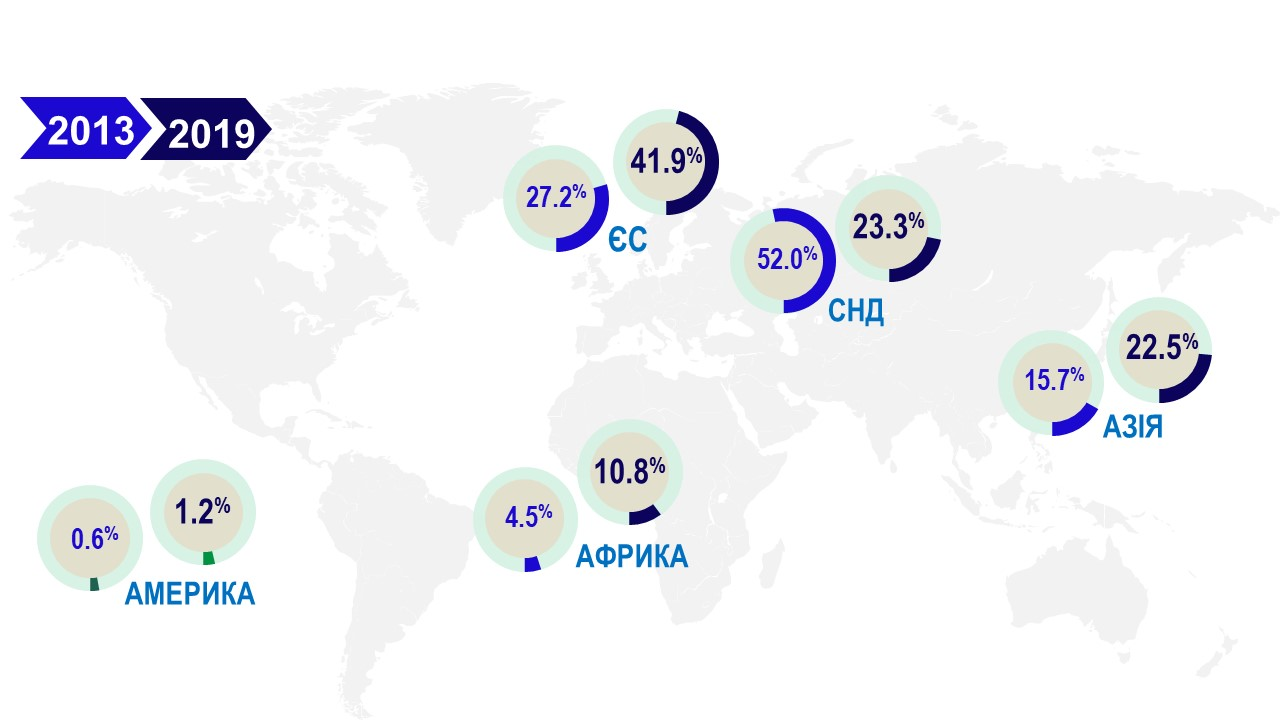 2013
2019
27.2%
41.9%
ЄС
52.0%
23.3%
СНД
15.7%
22.5%
АЗІЯ
4.5%
10.8%
АФРИКА
0.6%
1.2%
АМЕРИКА